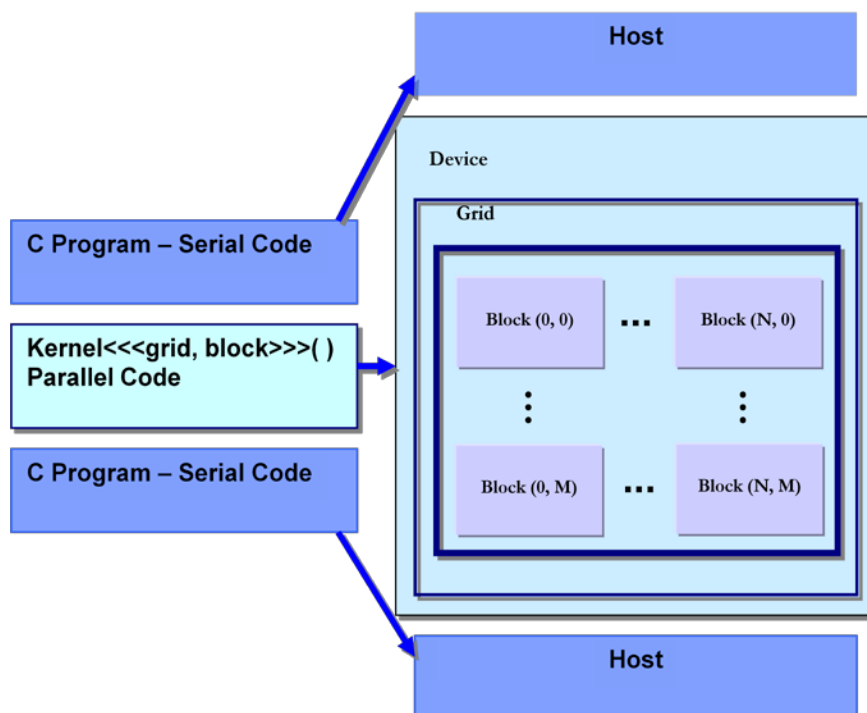 Host
Device
Grid
C Program – Serial Code
Block (0, 0)
...
Block (N, 0)
Kernel<<<grid, block>>>( )
Parallel Code
C Program – Serial Code
Block (0, M)
...
Block (N, M)
Host